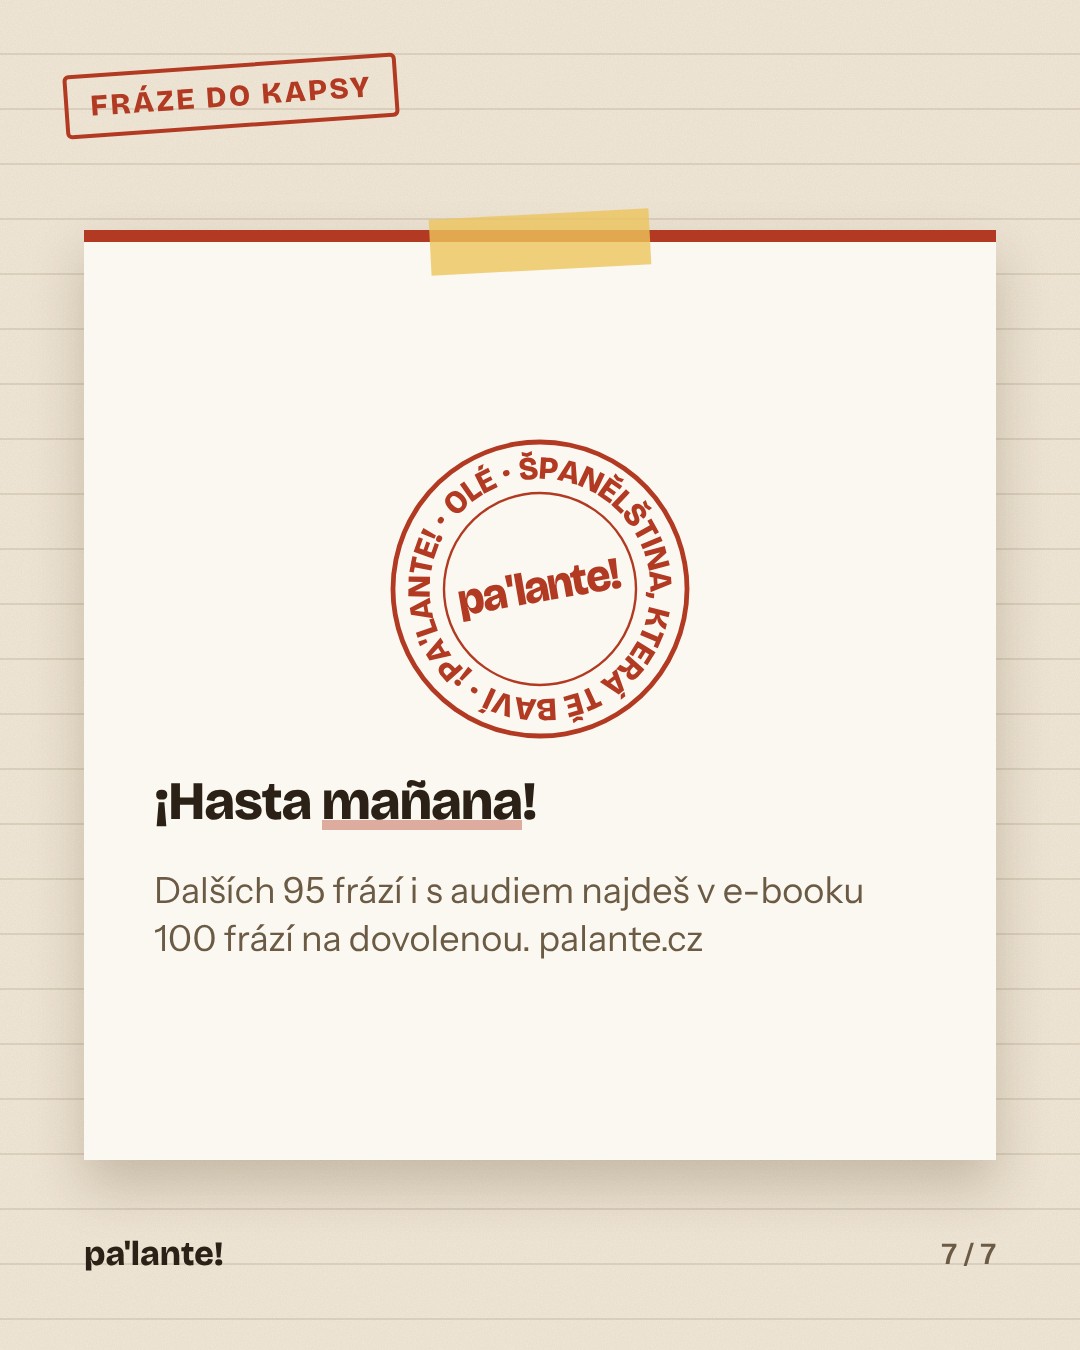 FRÁZE DO KAPSY
ŠPANĚLŠTINA, KTERÁ TĚ BAVÍ · ¡PA'LANTE! · OLÉ ·
pa'lante!
¡Hasta mañana!
Dalších 95 frází i s audiem najdeš v e-booku
100 frází na dovolenou. palante.cz
pa'lante!
7 / 7